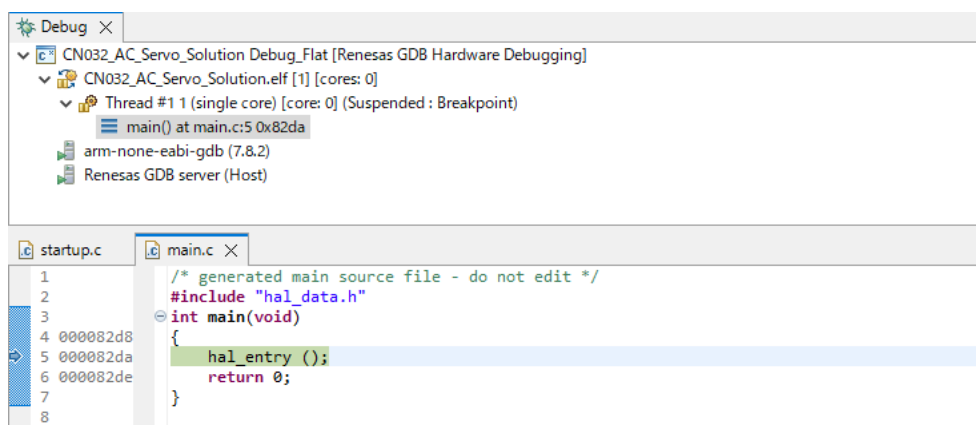 Debug
CN032_AC_Servo_Solution Debug_Flat [Renesas GDB Hardware Debugging]
CN032_AC_Servo_Solution.elf [1] [cores: 0]
Thread #1 1 (single core) [core: 0] (Suspended : Breakpoint)
main() at main.c:5 0x82da
arm-none-eabi-gdb (7.8.2)
Renesas GDB server (Host)
startup.c main.c
1 /* generated main source file - do not edit */
2 #include "hal_data.h"
3 int main(void)
4 000082d8 {
5 000082da hal_entry ();
6 000082de return 0;
7 }
8